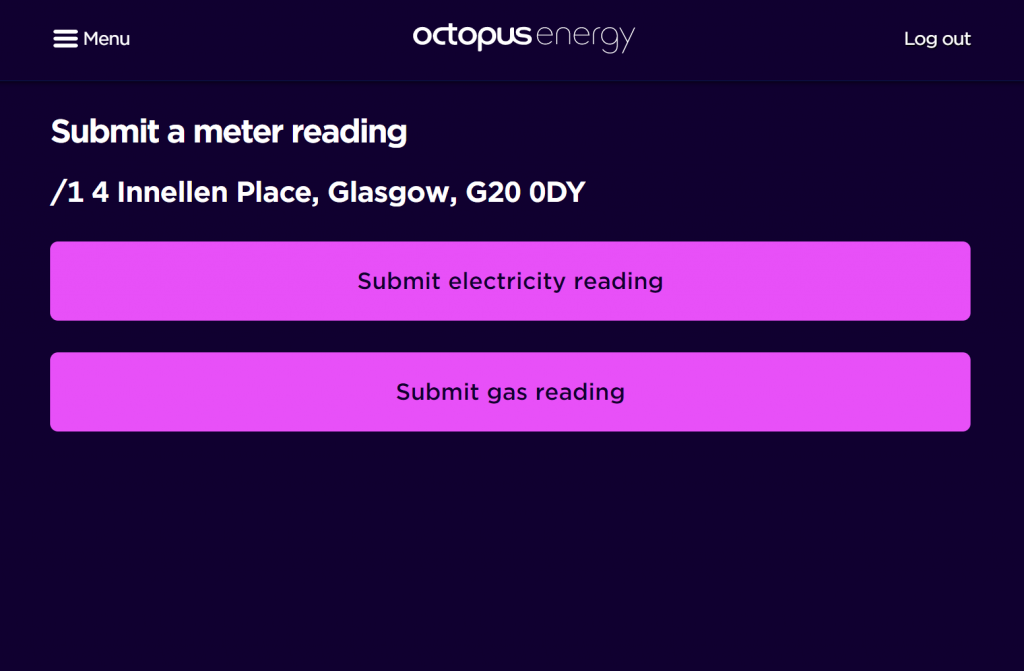 Menu
octopus energy
Log out
Submit a meter reading
/1 4 Innellen Place, Glasgow, G20 0DY
Submit electricity reading
Submit gas reading